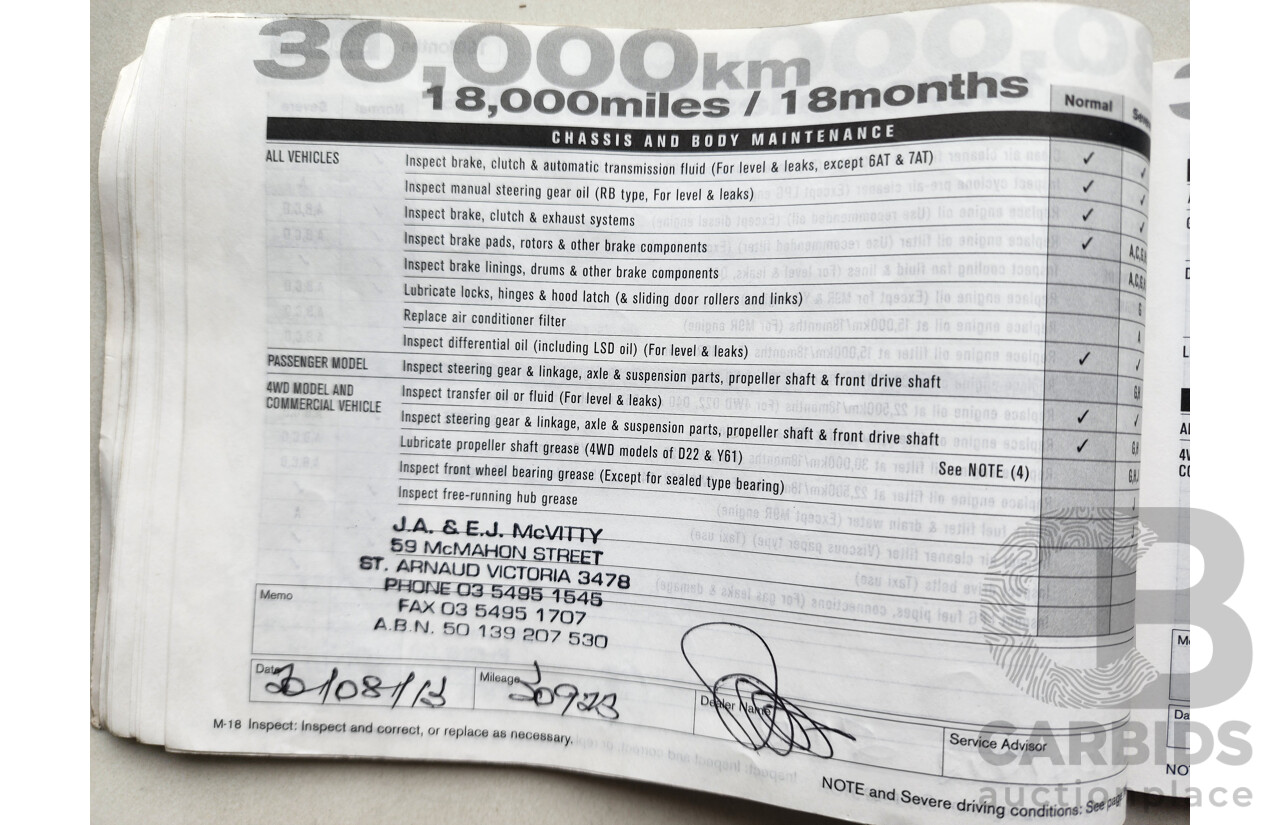 30,000km
18,000miles / 18months
Normal
CHASSIS AND BODY MAINTENANCE
ALL VEHICLES
Inspect brake, clutch & automatic transmission fluid (For level & leaks, except 6AT & 7AT) ✓ ✓
Inspect manual steering gear oil (RB type, For level & leaks) ✓ ✓
Inspect brake, clutch & exhaust systems ✓ ✓
Inspect brake pads, rotors & other brake components ✓ A,C,G,H
Inspect brake linings, drums & other brake components A,C,G,H
Lubricate locks, hinges & hood latch (& sliding door rollers and links) G
Replace air conditioner filter A
Inspect differential oil (including LSD oil) (For level & leaks) ✓ ✓
PASSENGER MODEL
Inspect steering gear & linkage, axle & suspension parts, propeller shaft & front drive shaft G,H
4WD MODEL AND
COMMERCIAL VEHICLE
Inspect transfer oil or fluid (For level & leaks) ✓ ✓
Inspect steering gear & linkage, axle & suspension parts, propeller shaft & front drive shaft ✓
Lubricate propeller shaft grease (4WD models of D22 & Y61) See NOTE (4)
Inspect front wheel bearing grease (Except for sealed type bearing)
Inspect free-running hub grease
J.A. & E.J. McVITTY
59 McMAHON STREET
ST. ARNAUD VICTORIA 3478
PHONE 03 5495 1545
FAX 03 5495 1707
A.B.N. 50 139 207 530
Memo
Date
Mileage 30923
Dealer Name
Service Advisor
M-18 Inspect: Inspect and correct, or replace as necessary.
NOTE and Severe driving conditions: See page
CARBIDS
auction place